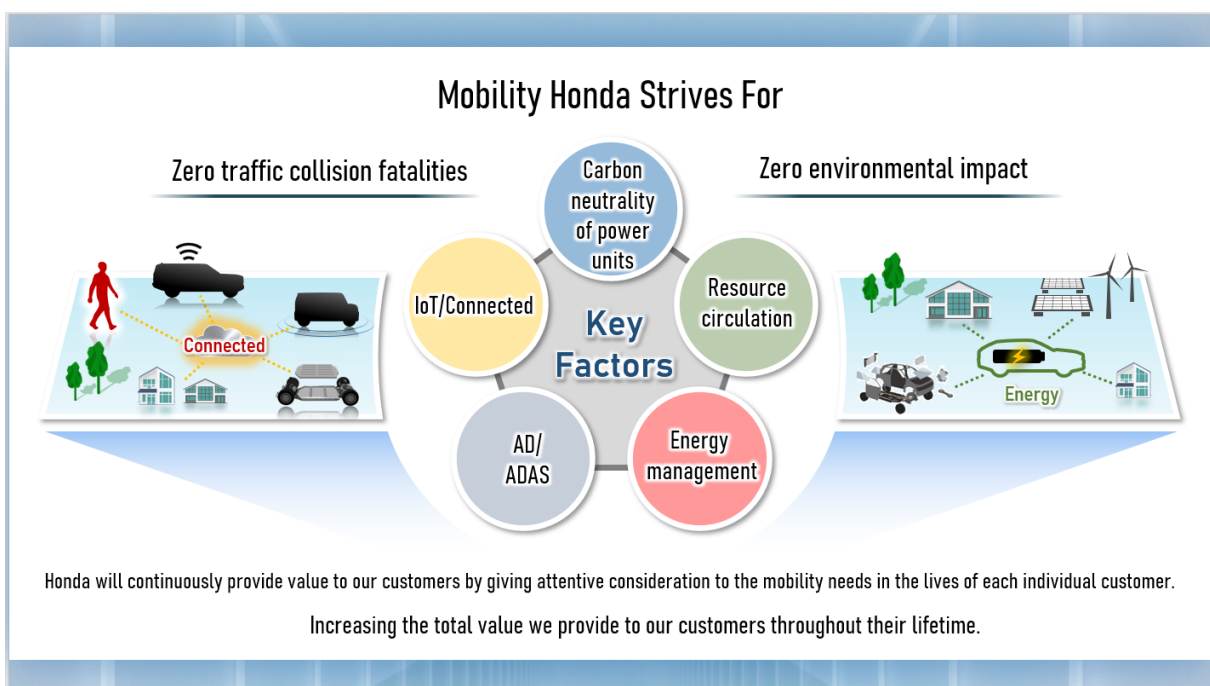 Mobility Honda Strives For
Zero traffic collision fatalities
Zero environmental impact
Carbon
neutrality
of power
units
IoT/Connected
Resource
circulation
Key
Factors
AD/
ADAS
Energy
management
Connected
Energy
Honda will continuously provide value to our customers by giving attentive consideration to the mobility needs in the lives of each individual customer.
Increasing the total value we provide to our customers throughout their lifetime.